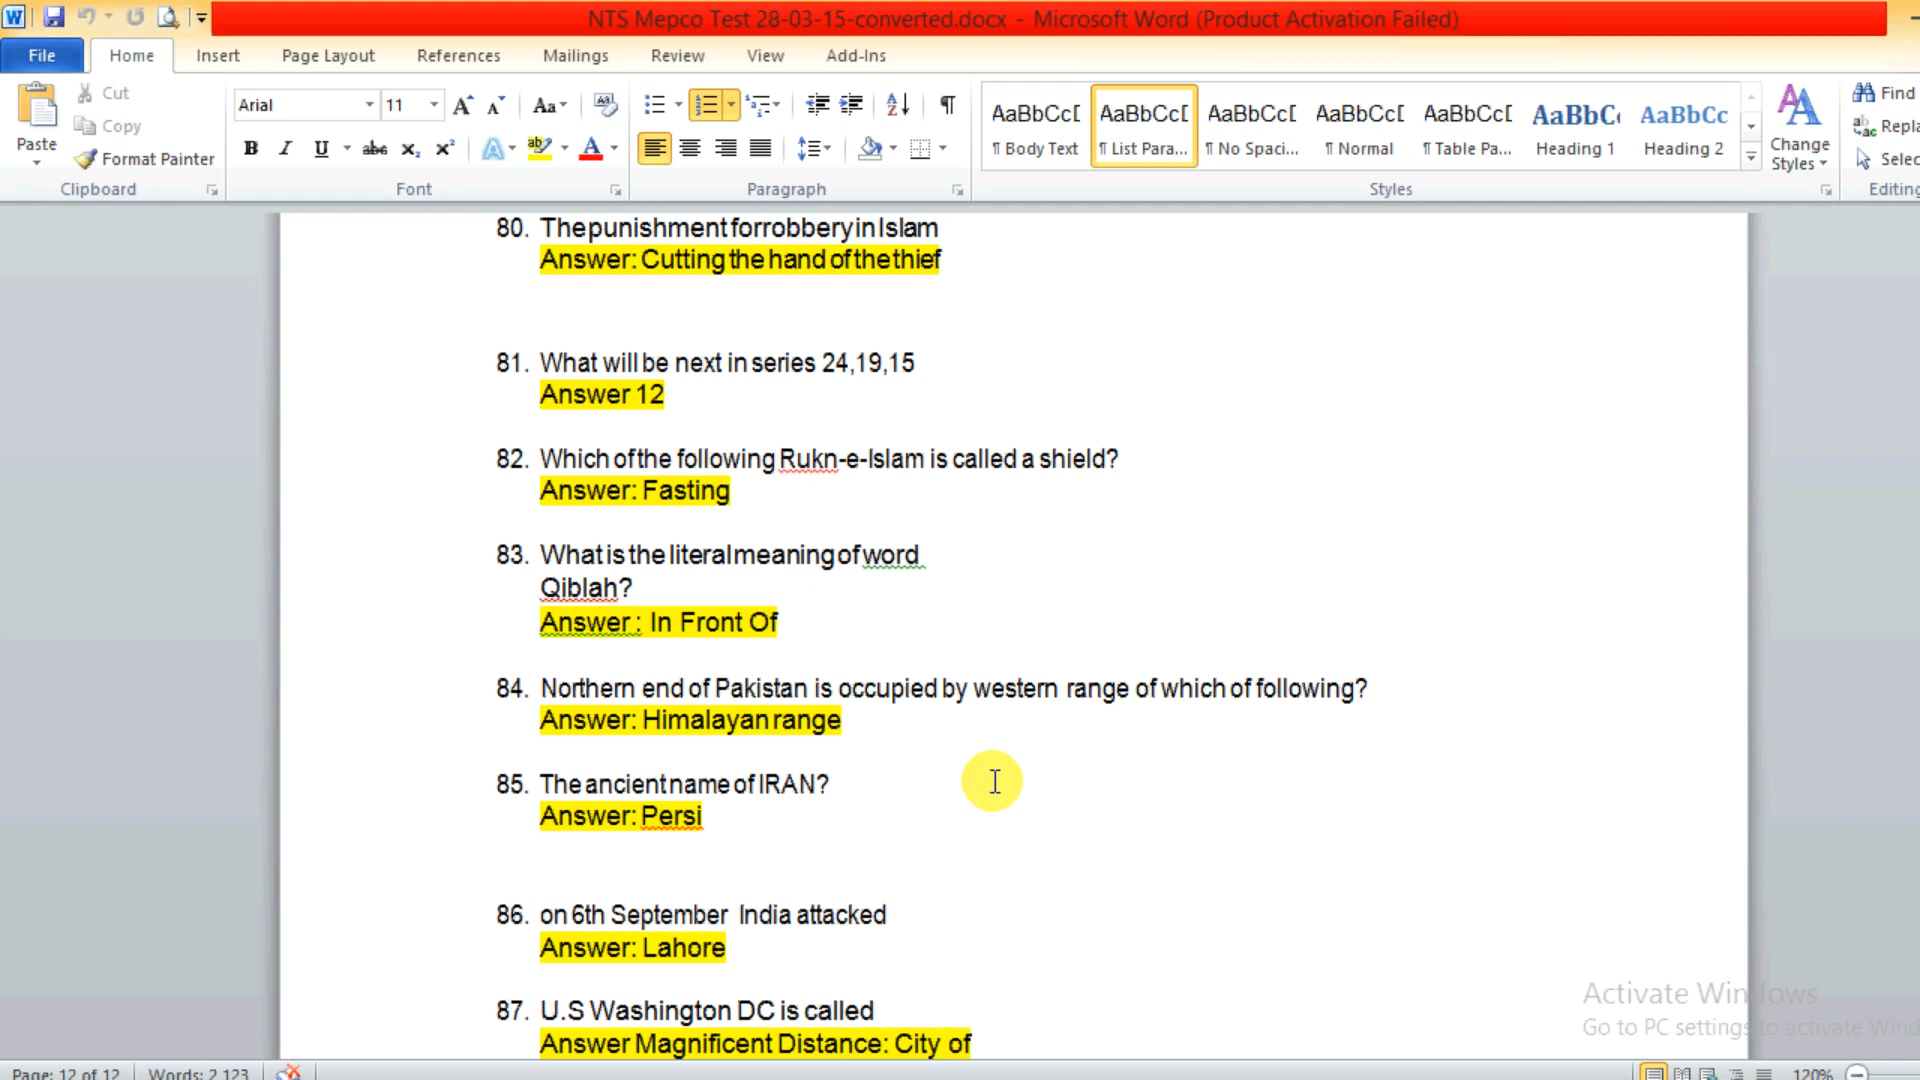 NTS Mepco Test 28-03-15-converted.docx - Microsoft Word (Product Activation Failed)
File Home Insert Page Layout References Mailings Review View Add-Ins
Paste
Cut
Copy
Format Painter
Clipboard
Arial 11
Font
Paragraph
AaBbCc[ AaBbCc[ AaBbCc[ AaBbCc[ AaBbCc[ AaBbC AaBbCc
¶ Body Text ¶ List Para... ¶ No Spaci... ¶ Normal ¶ Table Pa... Heading 1 Heading 2
Change
Styles
Styles
Find
Repla
Selec
Editing
80. The punishment for robbery in Islam
Answer: Cutting the hand of the thief
81. What will be next in series 24,19,15
Answer 12
82. Which of the following Rukn-e-Islam is called a shield?
Answer: Fasting
83. What is the literal meaning of word
Qiblah?
Answer : In Front Of
84. Northern end of Pakistan is occupied by western range of which of following?
Answer: Himalayan range
85. The ancient name of IRAN?
Answer: Persi
86. on 6th September India attacked
Answer: Lahore
87. U.S Washington DC is called
Answer Magnificent Distance: City of
Activate Windows
Go to PC settings to activate Wind
Page: 12 of 12 Words: 2,123 120%